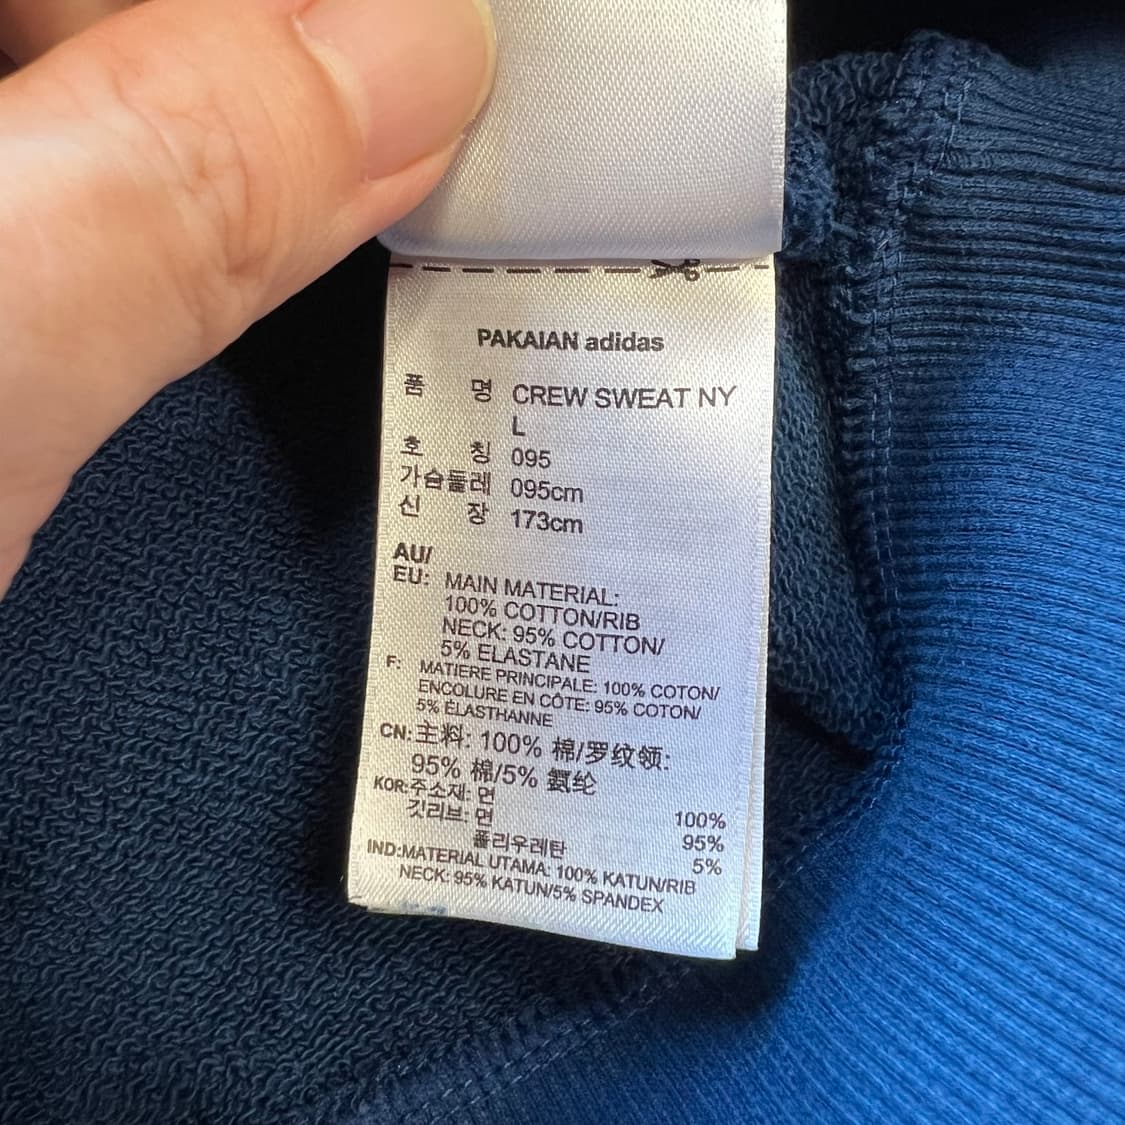 PAKAIAN adidas
품 명 CREW SWEAT NY
L
호 칭 095
가슴둘레 095cm
신 장 173cm
AU/
EU: MAIN MATERIAL:
100% COTTON/RIB
NECK: 95% COTTON/
5% ELASTANE
F: MATIERE PRINCIPALE: 100% COTON/
ENCOLURE EN CÔTE: 95% COTON/
5% ÉLASTHANNE
CN: 主料: 100% 棉/罗纹领:
95% 棉/5% 氨纶
KOR: 주소재: 면 100%
깃리브: 면 95%
폴리우레탄 5%
IND: MATERIAL UTAMA: 100% KATUN/RIB
NECK: 95% KATUN/5% SPANDEX